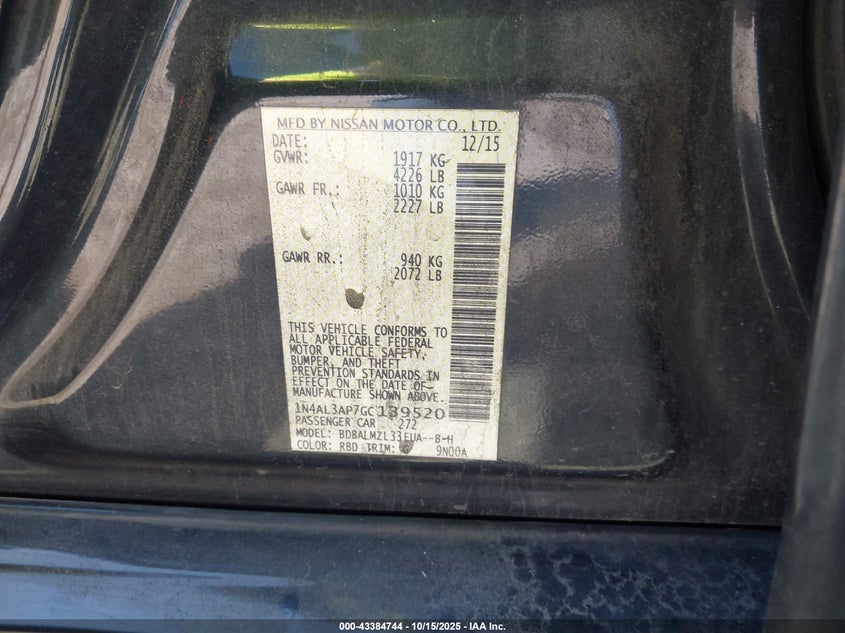 MFD BY NISSAN MOTOR CO., LTD.
DATE: 12/15
GVWR: 1917 KG
4226 LB
GAWR FR.: 1010 KG
2227 LB
GAWR RR.: 940 KG
2072 LB
THIS VEHICLE CONFORMS TO
ALL APPLICABLE FEDERAL
MOTOR VEHICLE SAFETY,
BUMPER, AND THEFT
PREVENTION STANDARDS IN
EFFECT ON THE DATE OF
MANUFACTURE SHOWN ABOVE.
1N4AL3AP7GC139520
PASSENGER CAR 272
MODEL: BDBALMZL33EUA--B-H
COLOR: RBD TRIM: 9N00A
000-43384744 - 10/15/2025 - IAA Inc.